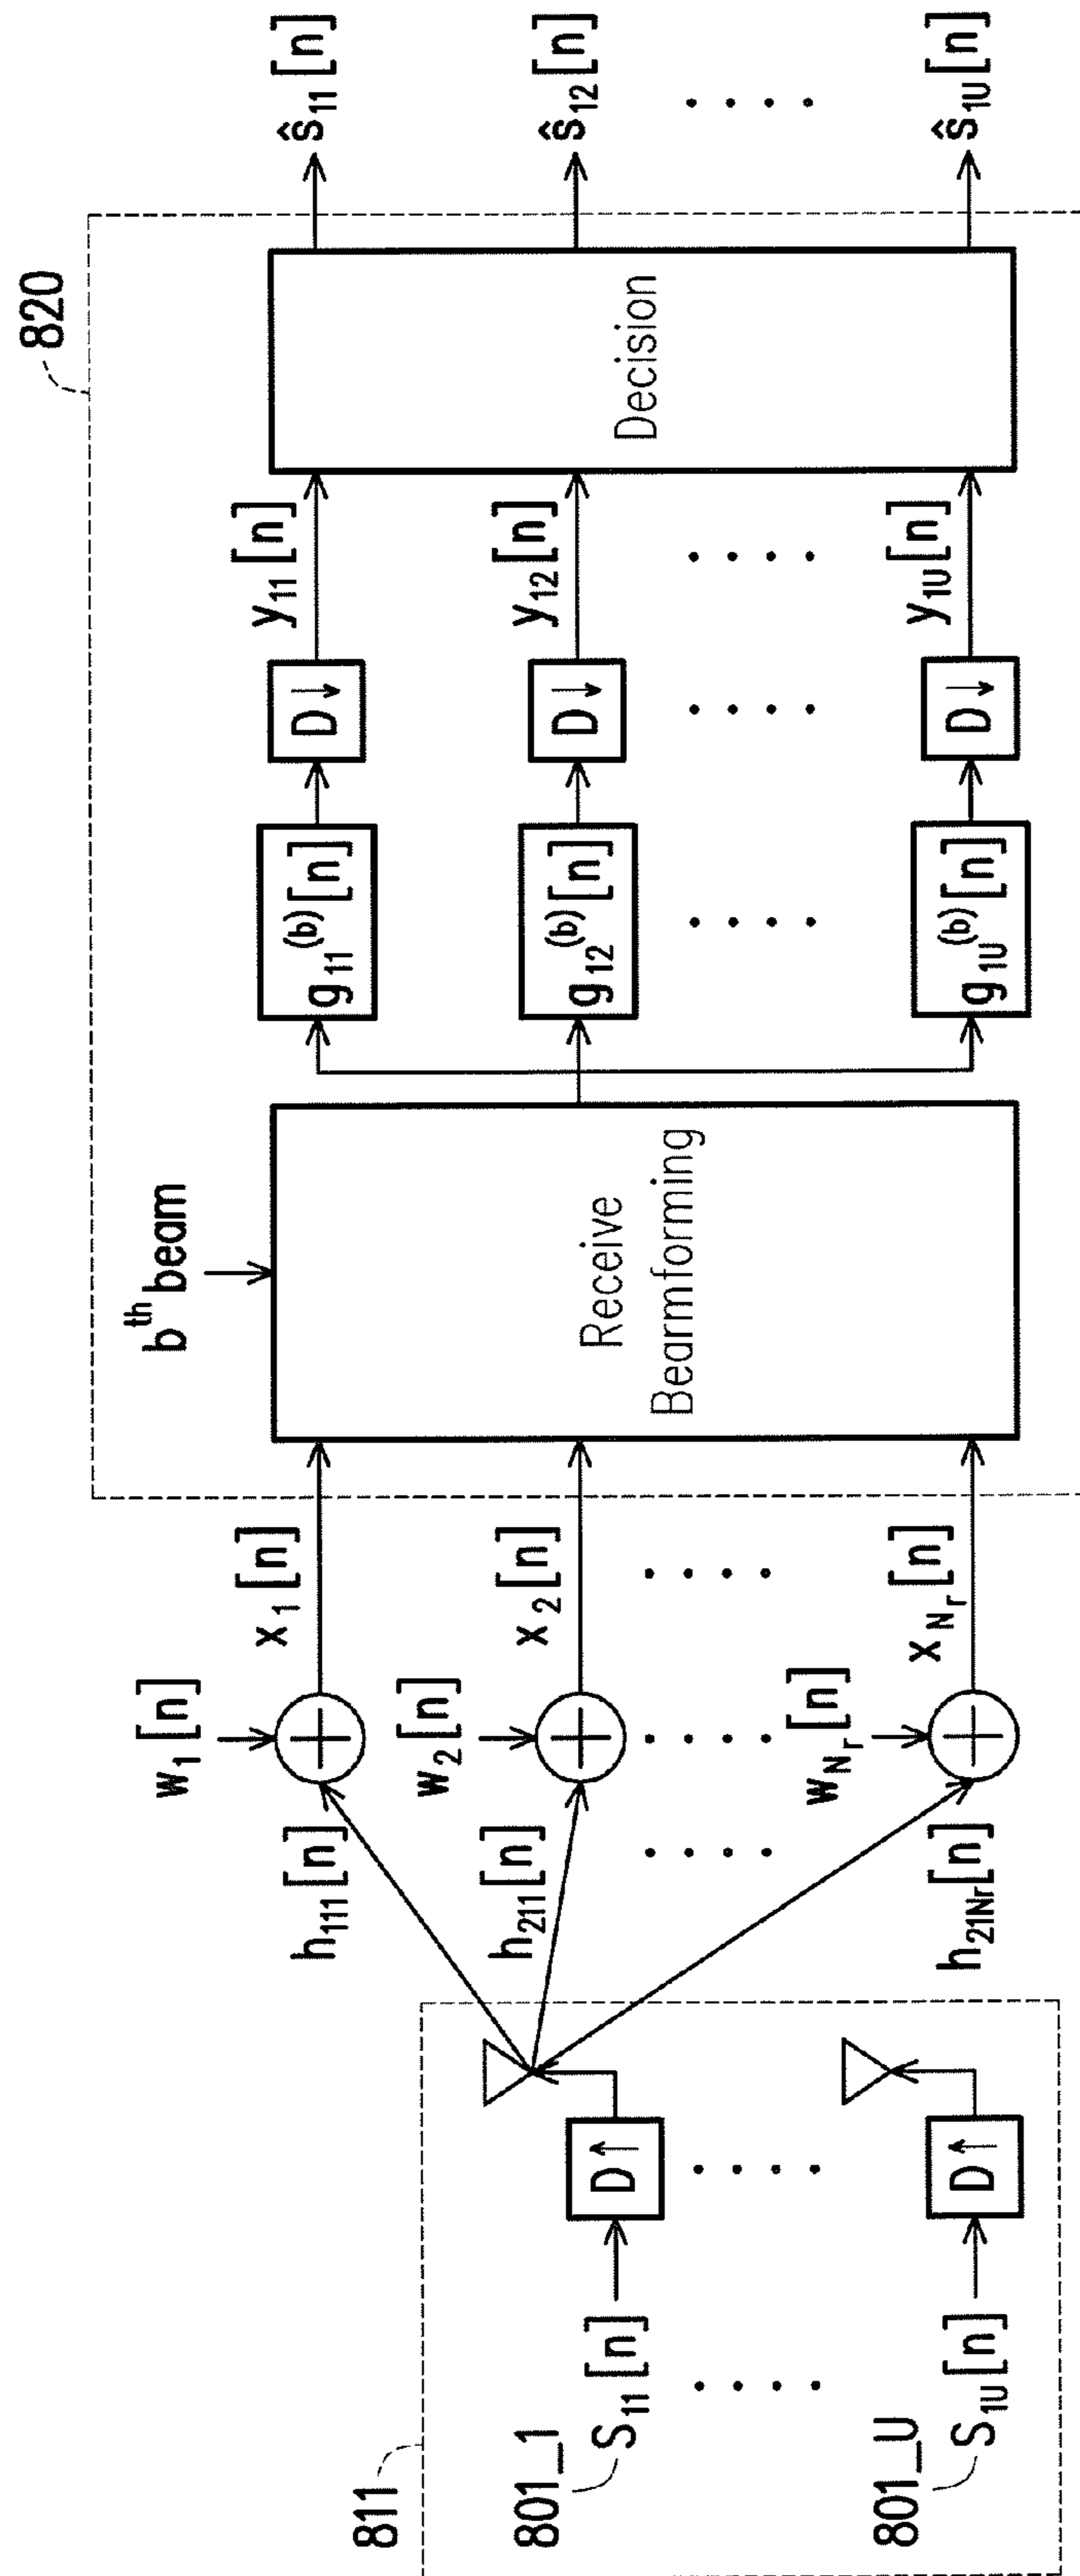 811
801_1
S₁₁[n]
D↑
801_U
S₁U[n]
D↑
h₁₁₁[n]
h₂₁₁[n]
h₂₁Nr[n]
w₁[n]
w₂[n]
wNᵣ[n]
x₁[n]
x₂[n]
xNᵣ[n]
bᵗʰ beam
Receive
Bearmforming
820
g₁₁⁽ᵇ⁾[n]
g₁₂⁽ᵇ⁾[n]
g₁U⁽ᵇ⁾[n]
D↓
D↓
D↓
y₁₁[n]
y₁₂[n]
y₁U[n]
Decision
ŝ₁₁[n]
ŝ₁₂[n]
ŝ₁U[n]